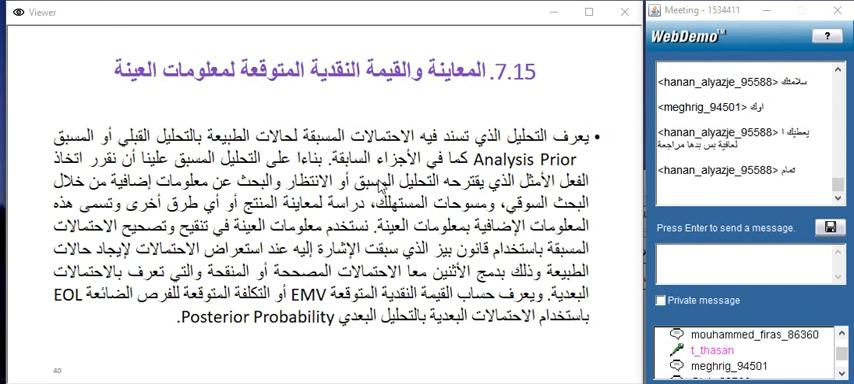 Viewer
7.15. المعاينة والقيمة النقدية المتوقعة لمعلومات العينة
• يعرف التحليل الذي تسند فيه الاحتمالات المسبقة لحالات الطبيعة بالتحليل القبلي أو المسبق
Analysis Prior كما في الأجزاء السابقة. بناءا على التحليل المسبق علينا أن نقرر اتخاذ
الفعل الأمثل الذي يقترحه التحليل المسبق أو الانتظار والبحث عن معلومات إضافية من خلال
البحث السوقي، ومسوحات المستهلك، دراسة لمعاينة المنتج أو أي طرق أخرى وتسمى هذه
المعلومات الإضافية بمعلومات العينة. نستخدم معلومات العينة في تنقيح وتصحيح الاحتمالات
المسبقة باستخدام قانون بيز الذي سبقت الإشارة إليه عند استعراض الاحتمالات لإيجاد حالات
الطبيعة وذلك بدمج الأثنين معا الاحتمالات المصححة أو المنقحة والتي تعرف بالاحتمالات
البعدية. ويعرف حساب القيمة النقدية المتوقعة EMV أو التكلفة المتوقعة للفرص الضائعة EOL
باستخدام الاحتمالات البعدية بالتحليل البعدي Posterior Probability.
40
Meeting - 1534411
WebDemo™
?
<hanan_alyazje_95588> سلامتك
<meghrig_94501> اوك
<hanan_alyazje_95588> يعطيك ا
لعافية بس بدها مراجعة
<hanan_alyazje_95588> تمام
Press Enter to send a message.
Private message
mouhammed_firas_86360
t_thasan
meghrig_94501